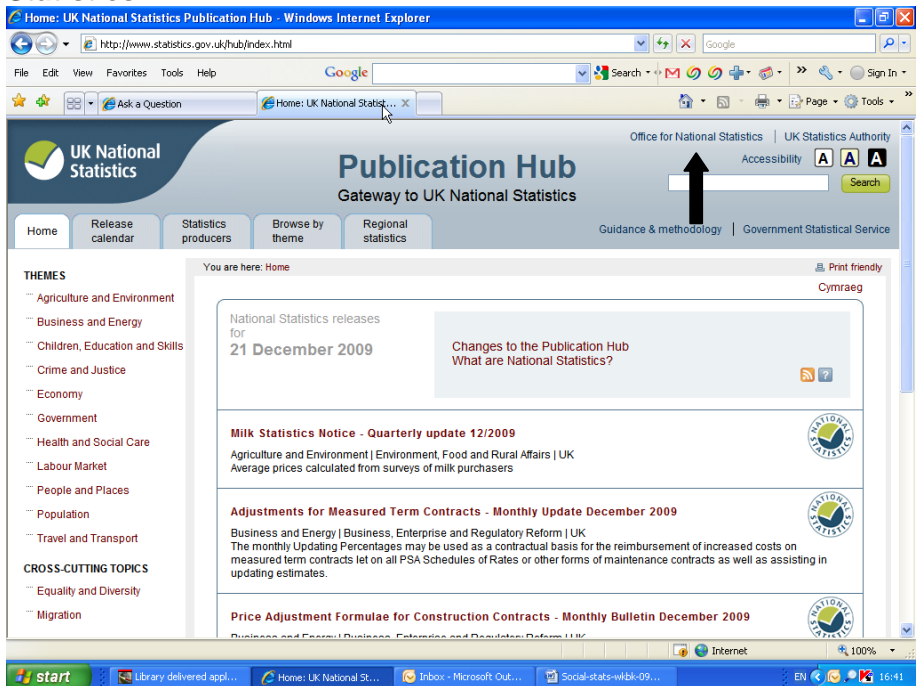 Home: UK National Statistics Publication Hub - Windows Internet Explorer
http://www.statistics.gov.uk/hub/index.html
Google
File Edit View Favorites Tools Help
Google
Search
Sign In
Ask a Question
Home: UK National Statist...
Page
Tools
Office for National Statistics | UK Statistics Authority
UK National
Statistics
Publication Hub
Gateway to UK National Statistics
Accessibility A A A
Search
Home
Release
calendar
Statistics
producers
Browse by
theme
Regional
statistics
Guidance & methodology | Government Statistical Service
You are here: Home
Print friendly
Cymraeg
THEMES
Agriculture and Environment
Business and Energy
Children, Education and Skills
Crime and Justice
Economy
Government
Health and Social Care
Labour Market
People and Places
Population
Travel and Transport
CROSS-CUTTING TOPICS
Equality and Diversity
Migration
National Statistics releases
for
21 December 2009
Changes to the Publication Hub
What are National Statistics?
Milk Statistics Notice - Quarterly update 12/2009
Agriculture and Environment | Environment, Food and Rural Affairs | UK
Average prices calculated from surveys of milk purchasers
NATIONAL STATISTICS
Adjustments for Measured Term Contracts - Monthly Update December 2009
Business and Energy | Business, Enterprise and Regulatory Reform | UK
The monthly Updating Percentages may be used as a contractual basis for the reimbursement of increased costs on
measured term contracts let on all PSA Schedules of Rates or other forms of maintenance contracts as well as assisting in
updating estimates.
NATIONAL STATISTICS
Price Adjustment Formulae for Construction Contracts - Monthly Bulletin December 2009
NATIONAL STATISTICS
Internet
100%
start
Library delivered appl...
Home: UK National St...
Inbox - Microsoft Out...
Social-stats-wkbk-09...
EN
16:41